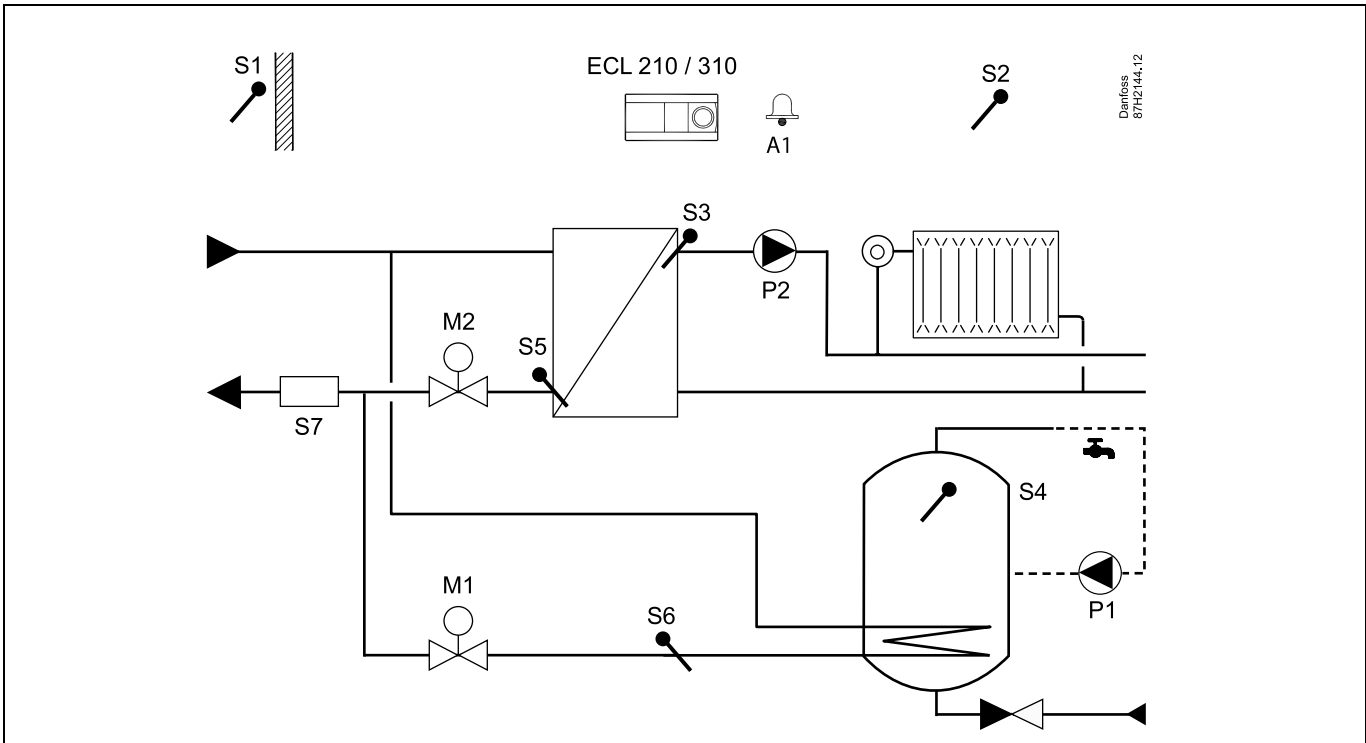 S1
ECL 210 / 310
A1
S2
Danfoss
87H2144.12
S3
P2
M2
S5
S7
S4
P1
M1
S6